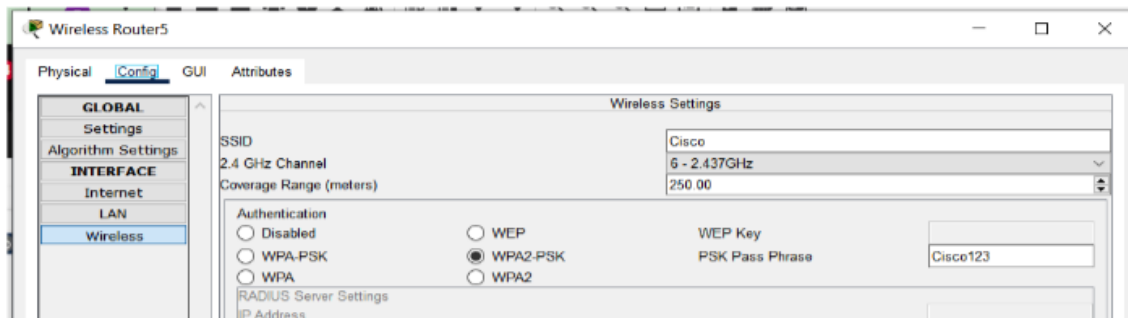 Wireless Router5
Physical Config GUI Attributes
GLOBAL
Settings
Algorithm Settings
INTERFACE
Internet
LAN
Wireless
Wireless Settings
SSID Cisco
2.4 GHz Channel 6 - 2.437GHz
Coverage Range (meters) 250.00
Authentication
Disabled WEP WEP Key
WPA-PSK WPA2-PSK PSK Pass Phrase Cisco123
WPA WPA2
RADIUS Server Settings
IP Address